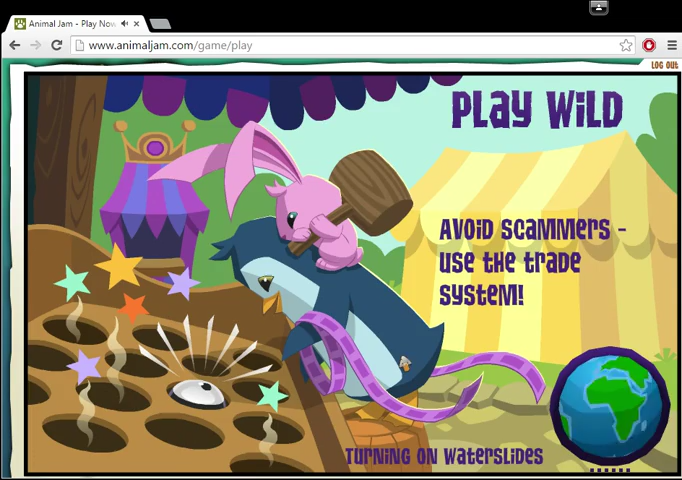 Animal Jam - Play Now
www.animaljam.com/game/play
LOG OUT
PLAY WILD
AVOID SCAMMERS -
USE THE TRADE
SYSTEM!
TURNING ON WATERSLIDES